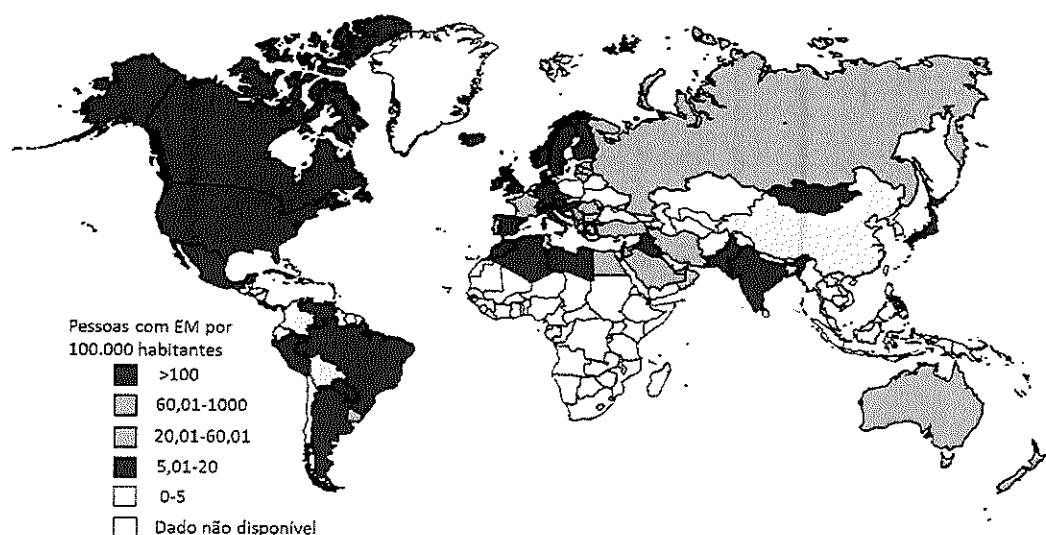 Pessoas com EM por
100.000 habitantes
>100
60,01-1000
20,01-60,01
5,01-20
0-5
Dado não disponível